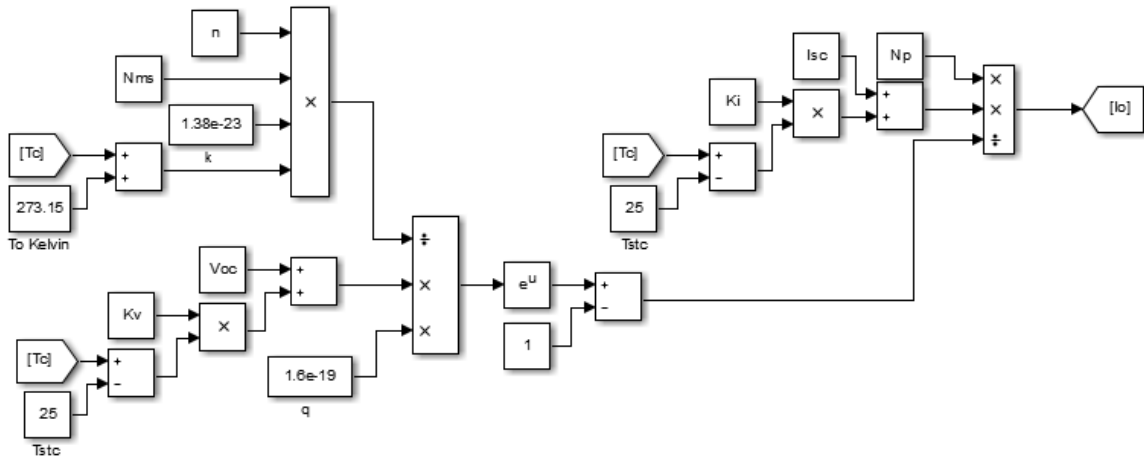 n
Nms
1.38e-23
k
[Tc]
+
+
273.15
To Kelvin
×
Isc
Np
Ki
×
+
+
×
×
÷
[Io]
[Tc]
+
−
25
Tstc
Voc
+
+
Kv
×
[Tc]
+
−
25
Tstc
1.6e-19
q
÷
×
×
e^u
1
+
−